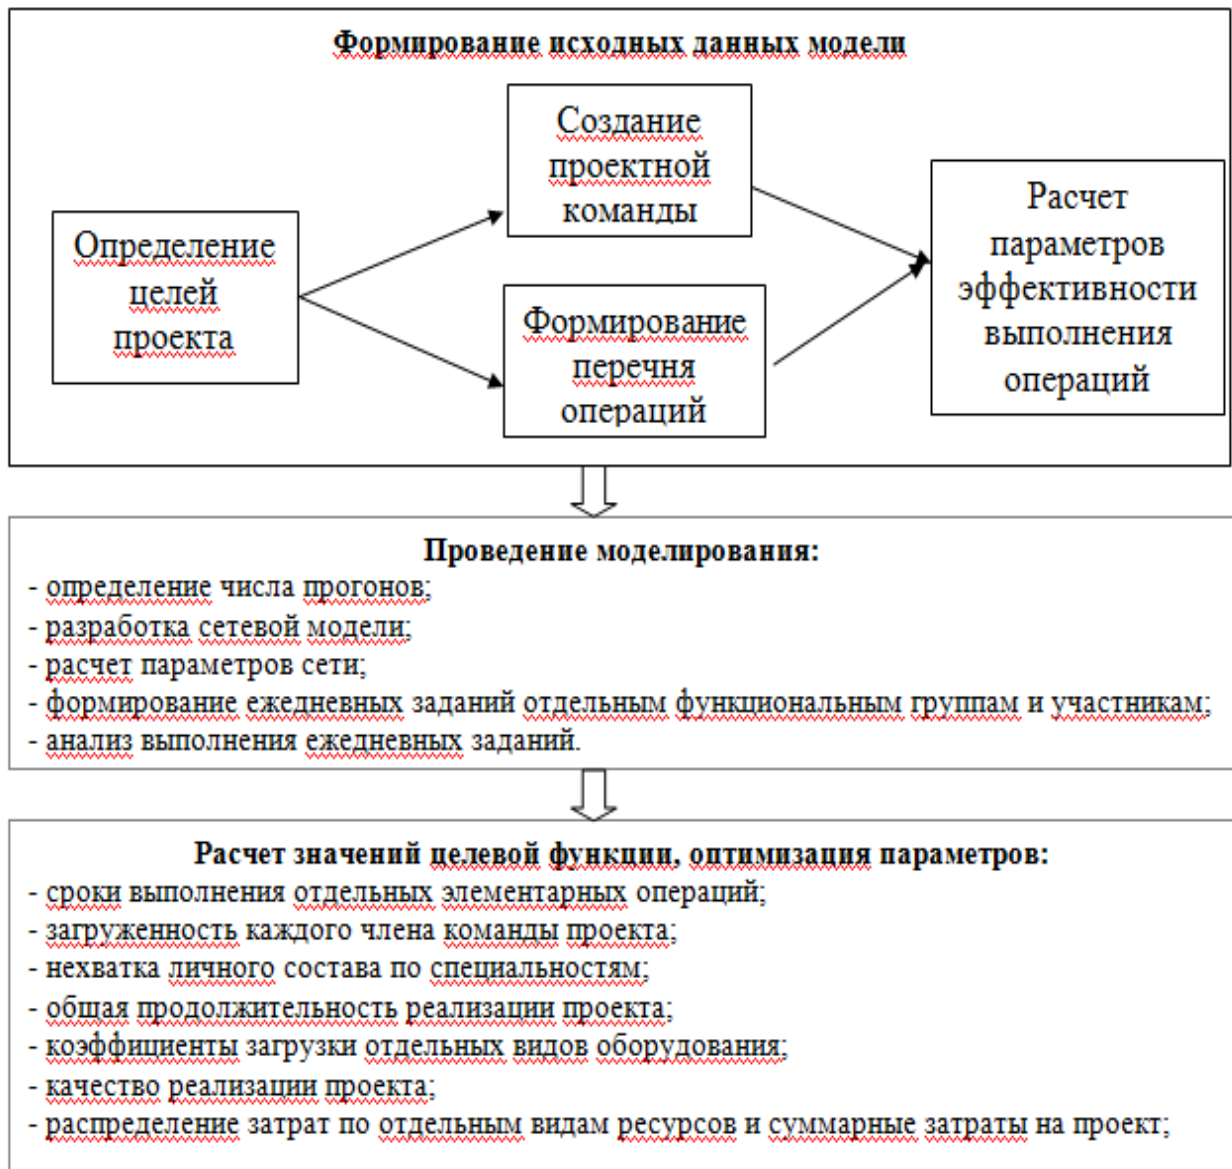 Формирование исходных данных модели
Создание
проектной
команды
Определение
целей
проекта
Формирование
перечня
операций
Расчет
параметров
эффективности
выполнения
операций
Проведение моделирования:
- определение числа прогонов;
- разработка сетевой модели;
- расчет параметров сети;
- формирование ежедневных заданий отдельным функциональным группам и участникам;
- анализ выполнения ежедневных заданий.
Расчет значений целевой функции, оптимизация параметров:
- сроки выполнения отдельных элементарных операций;
- загруженность каждого члена команды проекта;
- нехватка личного состава по специальностям;
- общая продолжительность реализации проекта;
- коэффициенты загрузки отдельных видов оборудования;
- качество реализации проекта;
- распределение затрат по отдельным видам ресурсов и суммарные затраты на проект;